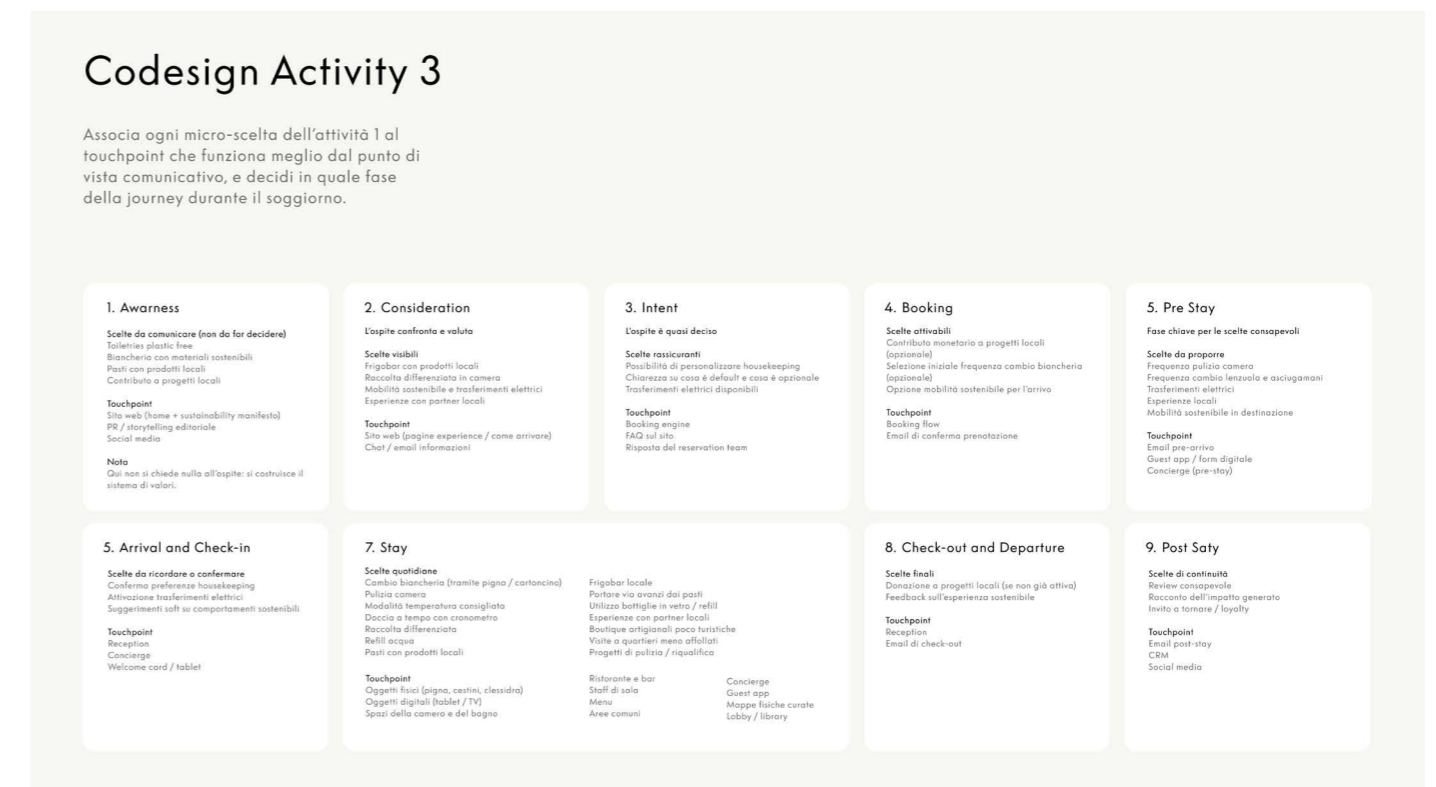 Codesign Activity 3
Associa ogni micro-scelta dell'attività 1 al
touchpoint che funziona meglio dal punto di
vista comunicativo, e decidi in quale fase
della journey durante il soggiorno.
1. Awarness
Scelte da comunicare (non da far decidere)
Toiletries plastic free
Biancheria con materiali sostenibili
Pasti con prodotti locali
Contributo a progetti locali
Touchpoint
Sito web (home + sustainability manifesto)
PR / storytelling editoriale
Social media
Nota
Qui non si chiede nulla all'ospite: si costruisce il
sistema di valori.
2. Consideration
L'ospite confronta e valuta
Scelte visibili
Frigobar con prodotti locali
Raccolta differenziata in camera
Mobilità sostenibile e trasferimenti elettrici
Esperienze con partner locali
Touchpoint
Sito web (pagine experience / come arrivare)
Chat / email informazioni
3. Intent
L'ospite è quasi deciso
Scelte rassicuranti
Possibilità di personalizzare housekeeping
Chiarezza su cosa è default e cosa è opzionale
Trasferimenti elettrici disponibili
Touchpoint
Booking engine
FAQ sul sito
Risposta del reservation team
4. Booking
Scelte attivabili
Contributo monetario a progetti locali
(opzionale)
Selezione iniziale frequenza cambio biancheria
(opzionale)
Opzione mobilità sostenibile per l'arrivo
Touchpoint
Booking flow
Email di conferma prenotazione
5. Pre Stay
Fase chiave per le scelte consapevoli
Scelte da proporre
Frequenza pulizia camera
Frequenza cambio lenzuola e asciugamani
Trasferimenti elettrici
Esperienze locali
Mobilità sostenibile in destinazione
Touchpoint
Email pre-arrivo
Guest app / form digitale
Concierge (pre-stay)
5. Arrival and Check-in
Scelte da ricordare o confermare
Conferma preferenze housekeeping
Attivazione trasferimenti elettrici
Suggerimenti soft su comportamenti sostenibili
Touchpoint
Reception
Concierge
Welcome card / tablet
7. Stay
Scelte quotidiane
Cambio biancheria (tramite pigna / cartoncino)
Pulizia camera
Modalità temperatura consigliata
Doccia a tempo con cronometro
Raccolta differenziata
Refill acqua
Pasti con prodotti locali
Frigobar locale
Portare via avanzi dai pasti
Utilizzo bottiglie in vetro / refill
Esperienze con partner locali
Boutique artigianali poco turistiche
Visite a quartieri meno affollati
Progetti di pulizia / riqualifica
Touchpoint
Oggetti fisici (pigna, cestini, clessidra)
Oggetti digitali (tablet / TV)
Spazi della camera e del bagno
Ristorante e bar
Staff di sala
Menu
Aree comuni
Concierge
Guest app
Mappe fisiche curate
Lobby / library
8. Check-out and Departure
Scelte finali
Donazione a progetti locali (se non già attiva)
Feedback sull'esperienza sostenibile
Touchpoint
Reception
Email di check-out
9. Post Saty
Scelte di continuità
Review consapevole
Racconto dell'impatto generato
Invito a tornare / loyalty
Touchpoint
Email post-stay
CRM
Social media